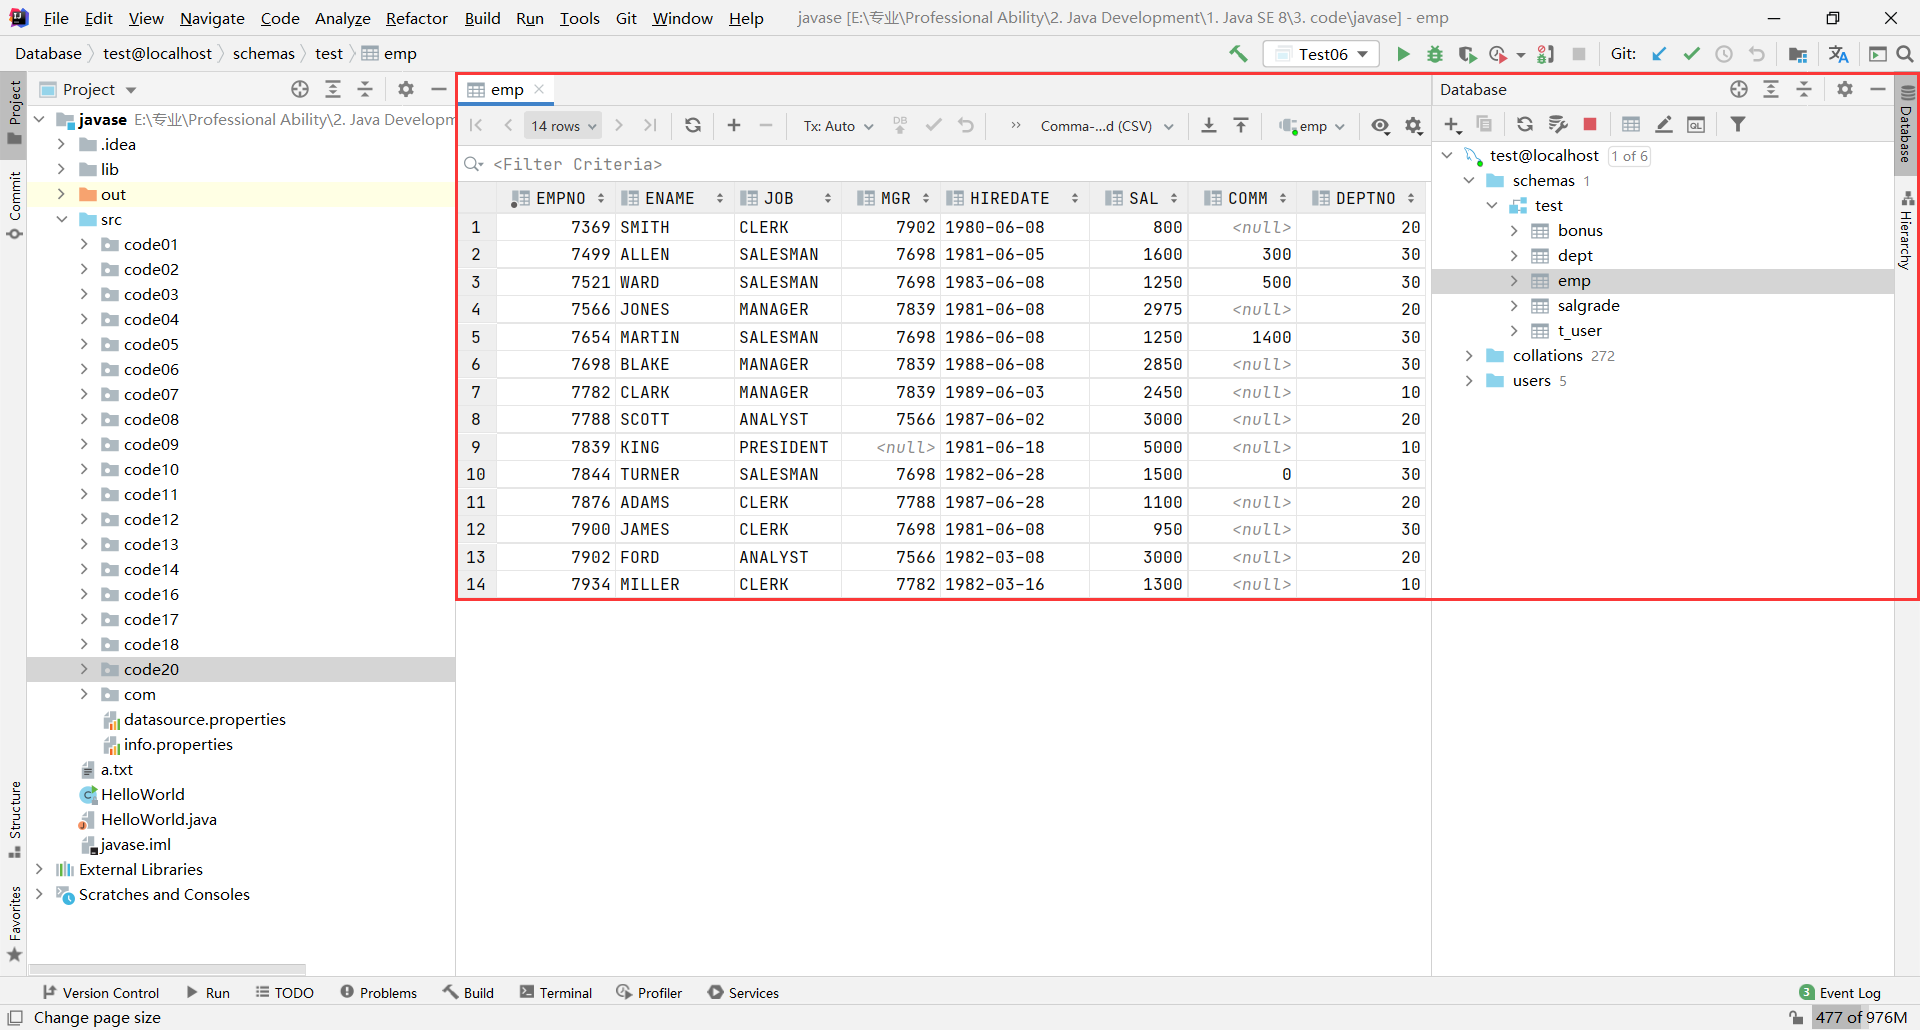 File Edit View Navigate Code Analyze Refactor Build Run Tools Git Window Help javase [E:\专业\Professional Ability\2. Java Development\1. Java SE 8\3. code\javase] - emp
Database test@localhost schemas test emp Test06 Git:
Project
Commit
Structure
Favorites
Project
javase E:\专业\Professional Ability\2. Java Developm
.idea
lib
out
src
code01
code02
code03
code04
code05
code06
code07
code08
code09
code10
code11
code12
code13
code14
code16
code17
code18
code20
com
datasource.properties
info.properties
a.txt
HelloWorld
HelloWorld.java
javase.iml
External Libraries
Scratches and Consoles
emp
14 rows Tx: Auto DB Comma-...d (CSV) emp
<Filter Criteria>
EMPNO ENAME JOB MGR HIREDATE SAL COMM DEPTNO
1 7369 SMITH CLERK 7902 1980-06-08 800 <null> 20
2 7499 ALLEN SALESMAN 7698 1981-06-05 1600 300 30
3 7521 WARD SALESMAN 7698 1983-06-08 1250 500 30
4 7566 JONES MANAGER 7839 1981-06-08 2975 <null> 20
5 7654 MARTIN SALESMAN 7698 1986-06-08 1250 1400 30
6 7698 BLAKE MANAGER 7839 1988-06-08 2850 <null> 30
7 7782 CLARK MANAGER 7839 1989-06-03 2450 <null> 10
8 7788 SCOTT ANALYST 7566 1987-06-02 3000 <null> 20
9 7839 KING PRESIDENT <null> 1981-06-18 5000 <null> 10
10 7844 TURNER SALESMAN 7698 1982-06-28 1500 0 30
11 7876 ADAMS CLERK 7788 1987-06-28 1100 <null> 20
12 7900 JAMES CLERK 7698 1981-06-08 950 <null> 30
13 7902 FORD ANALYST 7566 1982-03-08 3000 <null> 20
14 7934 MILLER CLERK 7782 1982-03-16 1300 <null> 10
Database
QL
test@localhost 1 of 6
schemas 1
test
bonus
dept
emp
salgrade
t_user
collations 272
users 5
Database
Hierarchy
Version Control Run TODO Problems Build Terminal Profiler Services 3 Event Log
Change page size 477 of 976M